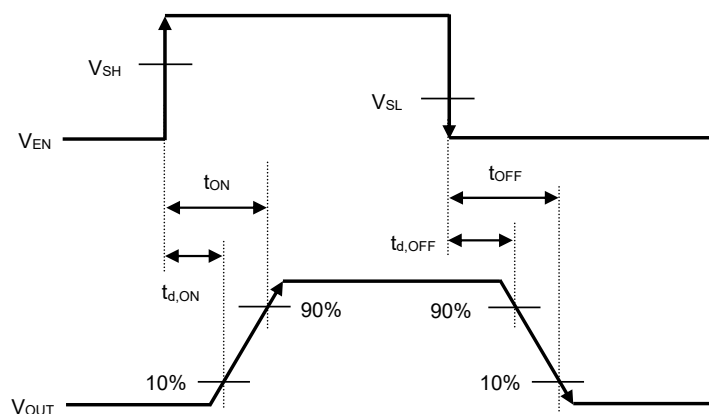 VSH
VSL
VEN
tON
tOFF
td,ON
td,OFF
90%
90%
10%
10%
VOUT